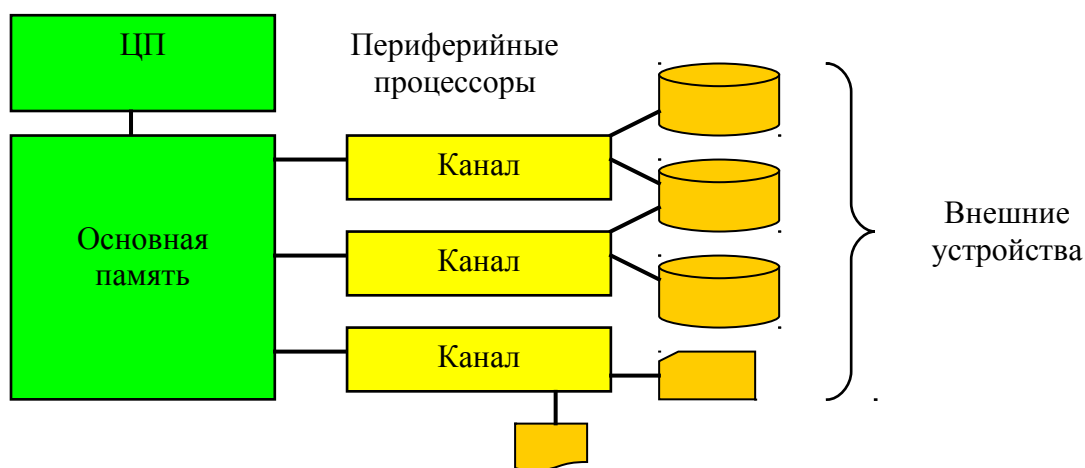 ЦП
Периферийные
процессоры
Канал
Основная
память
Канал
Канал
Внешние
устройства